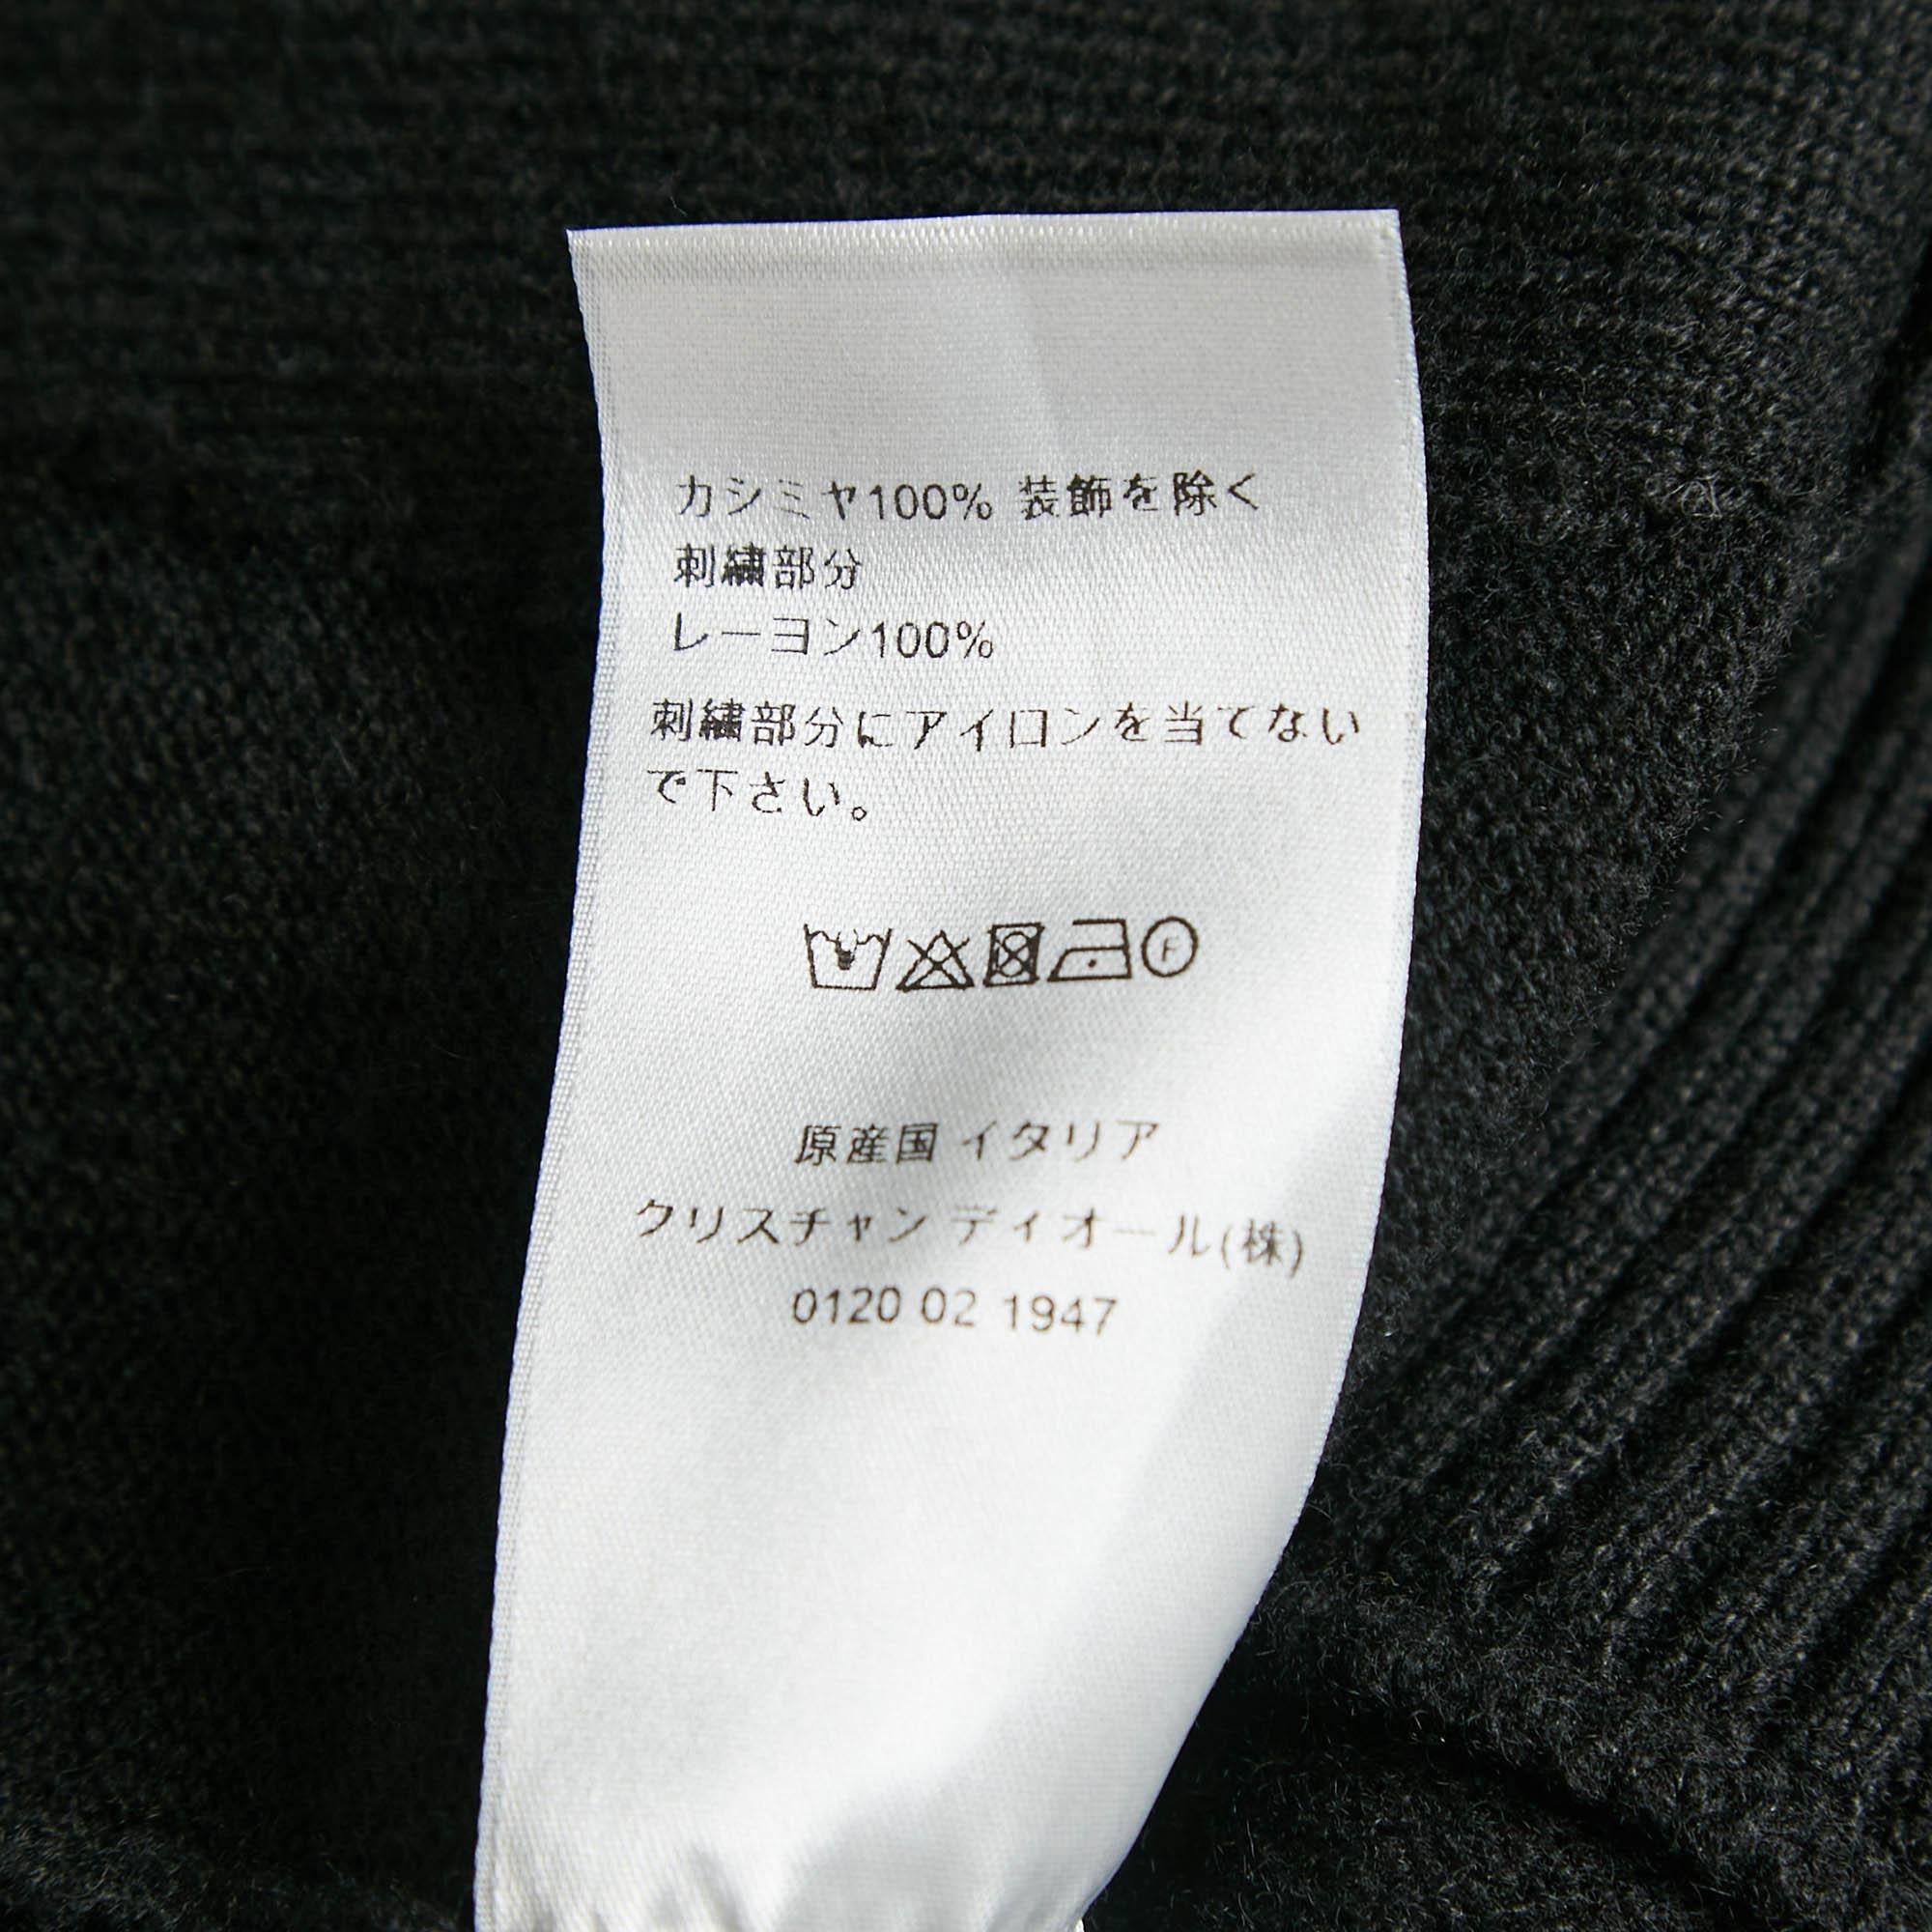 カシミヤ100% 装飾を除く
刺繍部分
レーヨン100%
刺繍部分にアイロンを当てない
で下さい。
F
原産国 イタリア
クリスチャン ディオール(株)
0120 02 1947